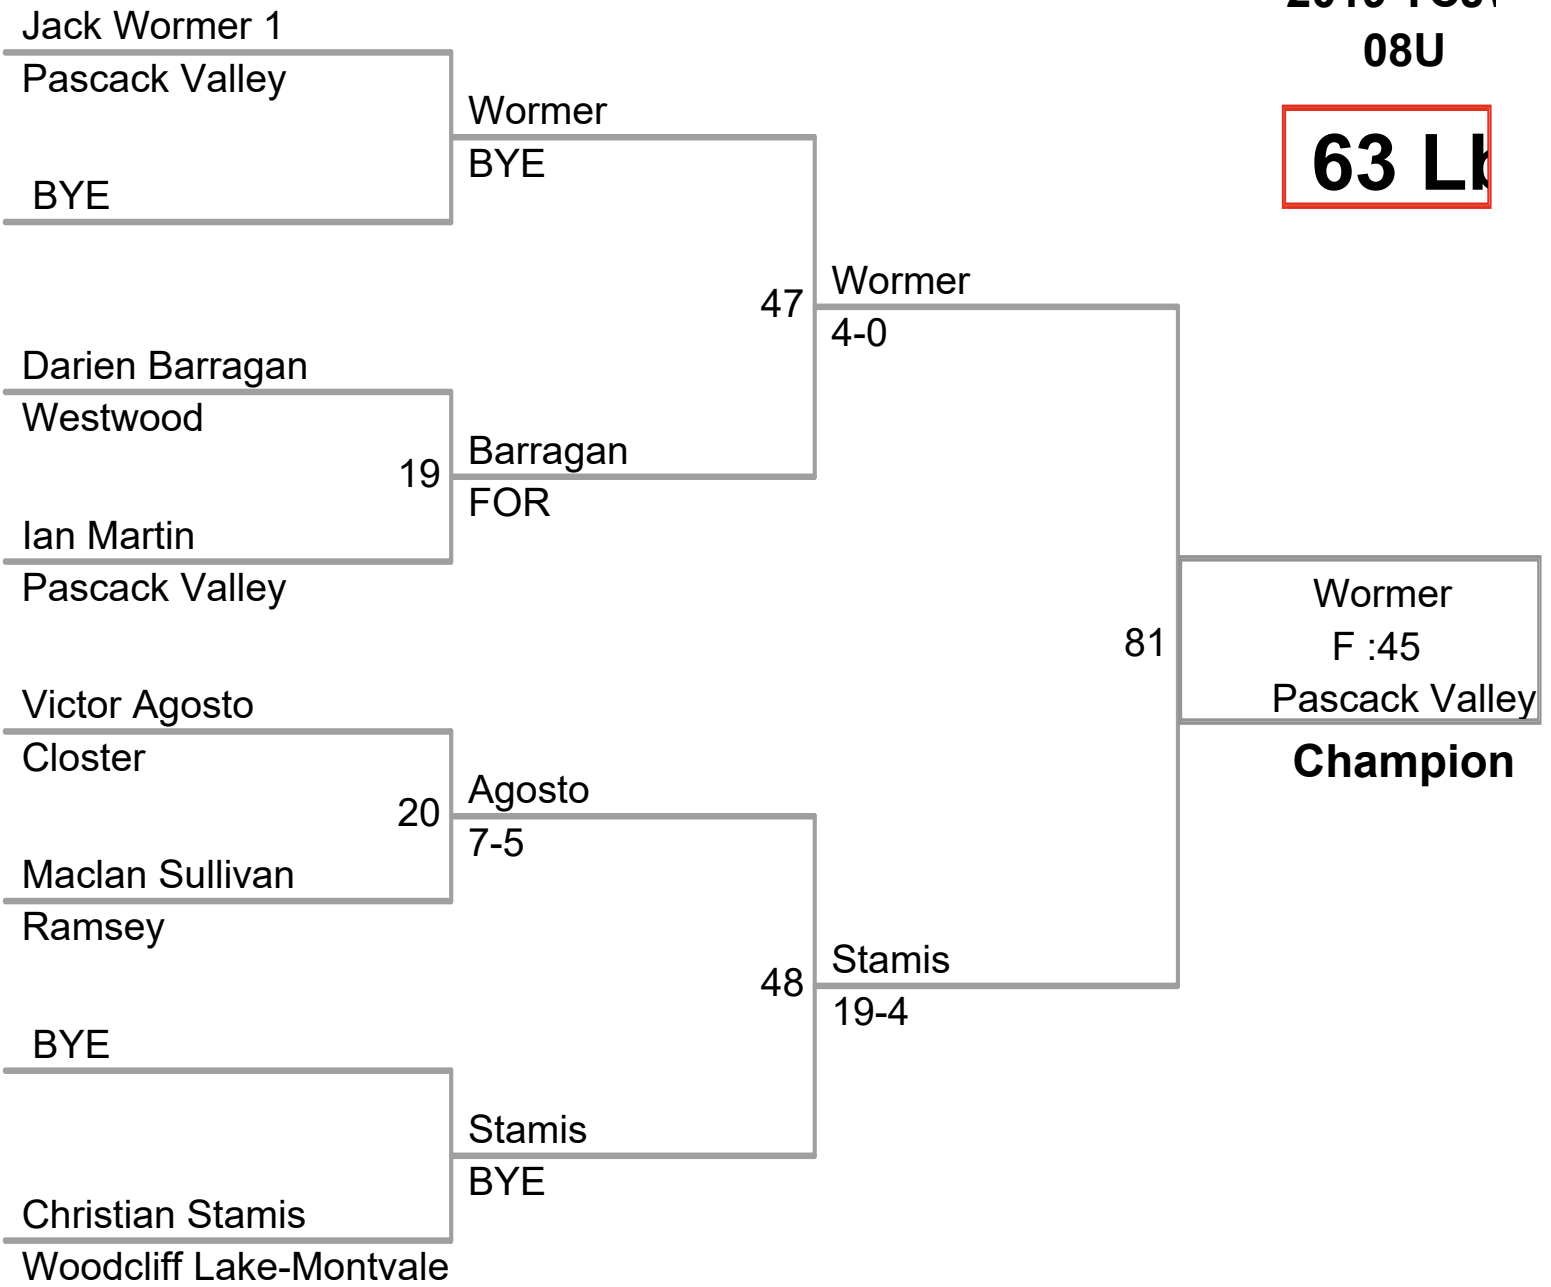 Jack Wormer 1
Pascack Valley
BYE
Wormer
BYE
Darien Barragan
Westwood
19
Ian Martin
Pascack Valley
Barragan
FOR
47
Wormer
4-0
Victor Agosto
Closter
20
Maclan Sullivan
Ramsey
Agosto
7-5
BYE
Christian Stamis
Woodcliff Lake-Montvale
Stamis
BYE
48
Stamis
19-4
81
08U
63
Wormer
F :45
Pascack Valley
Champion